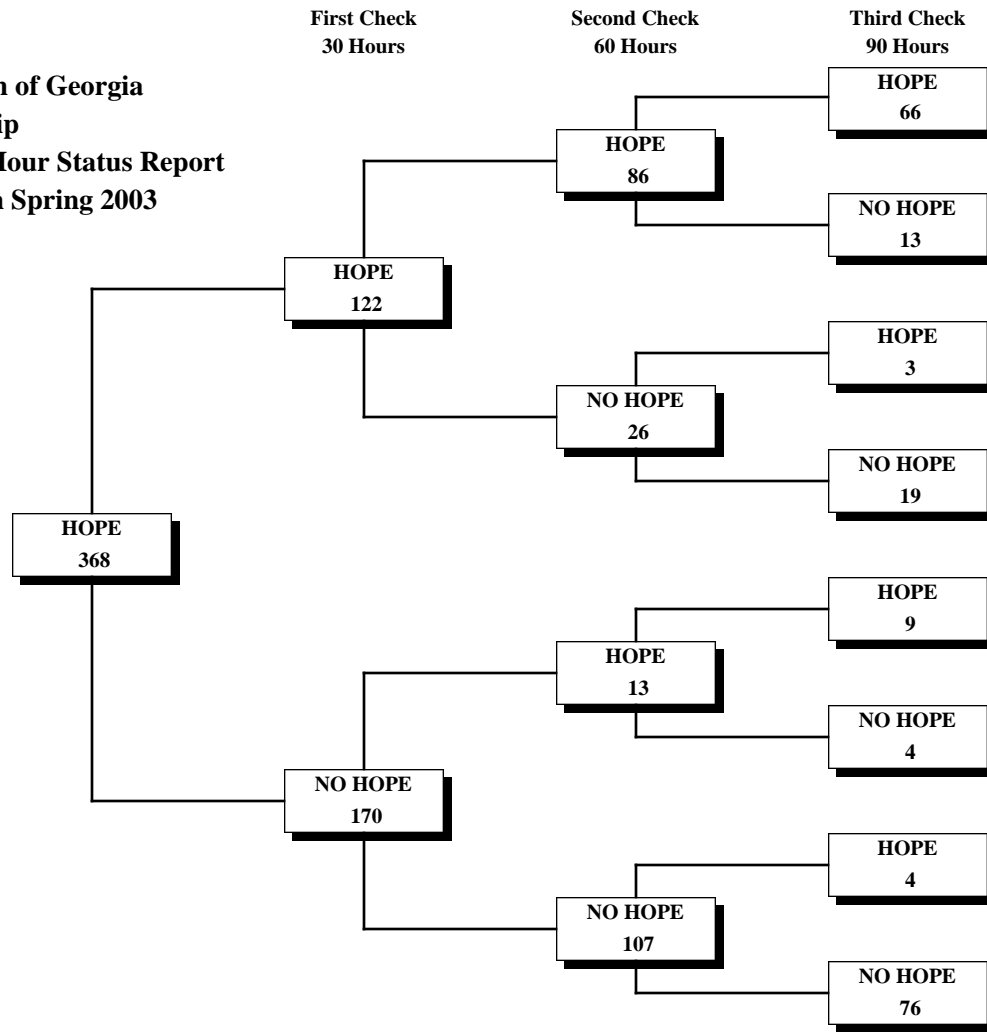 First Check
30 Hours
Second Check
60 Hours
Third Check
90 Hours
of Georgia
Status Report
Spring 2003
HOPE
368
HOPE
122
NO HOPE
170
HOPE
86
NO HOPE
26
HOPE
13
NO HOPE
107
HOPE
66
NO HOPE
13
HOPE
3
NO HOPE
19
HOPE
9
NO HOPE
4
HOPE
4
NO HOPE
76